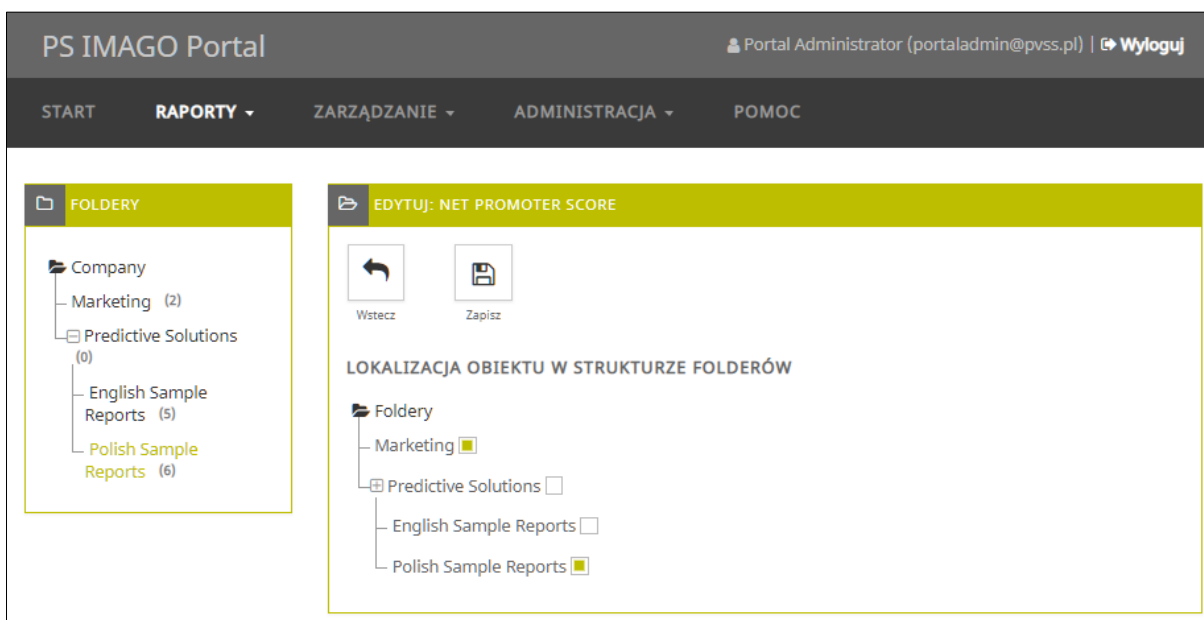 PS IMAGO Portal
Portal Administrator (portaladmin@pvss.pl) | Wyloguj
START RAPORTY ZARZĄDZANIE ADMINISTRACJA POMOC
FOLDERY
Company
Marketing (2)
Predictive Solutions
(0)
English Sample
Reports (5)
Polish Sample
Reports (6)
EDYTUJ: NET PROMOTER SCORE
Wstecz Zapisz
LOKALIZACJA OBIEKTU W STRUKTURZE FOLDERÓW
Foldery
Marketing
Predictive Solutions
English Sample Reports
Polish Sample Reports